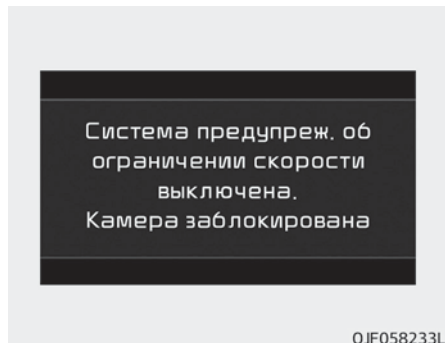 Система предупреж. об
ограничении скорости
выключена.
Камера заблокирована
OJF058233L